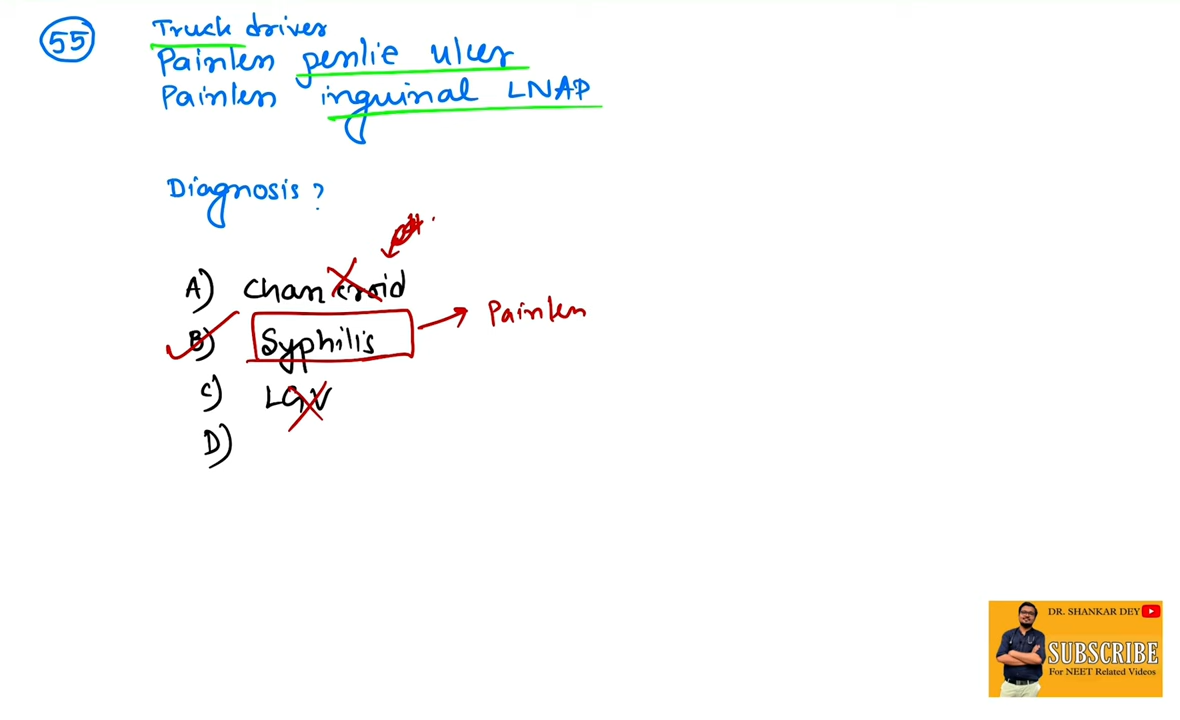 55
Truck driver
Painless penile ulcer
Painless inguinal LNAP
Diagnosis?
A) Chancroid
B) Syphilis → Painless
C) LGV
D)
DR. SHANKAR DEY
SUBSCRIBE
For NEET Related Videos